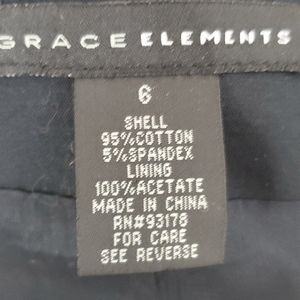 GRACE ELEMENTS
6
SHELL
95%COTTON
5%SPANDEX
LINING
100%ACETATE
MADE IN CHINA
RN#93178
FOR CARE
SEE REVERSE